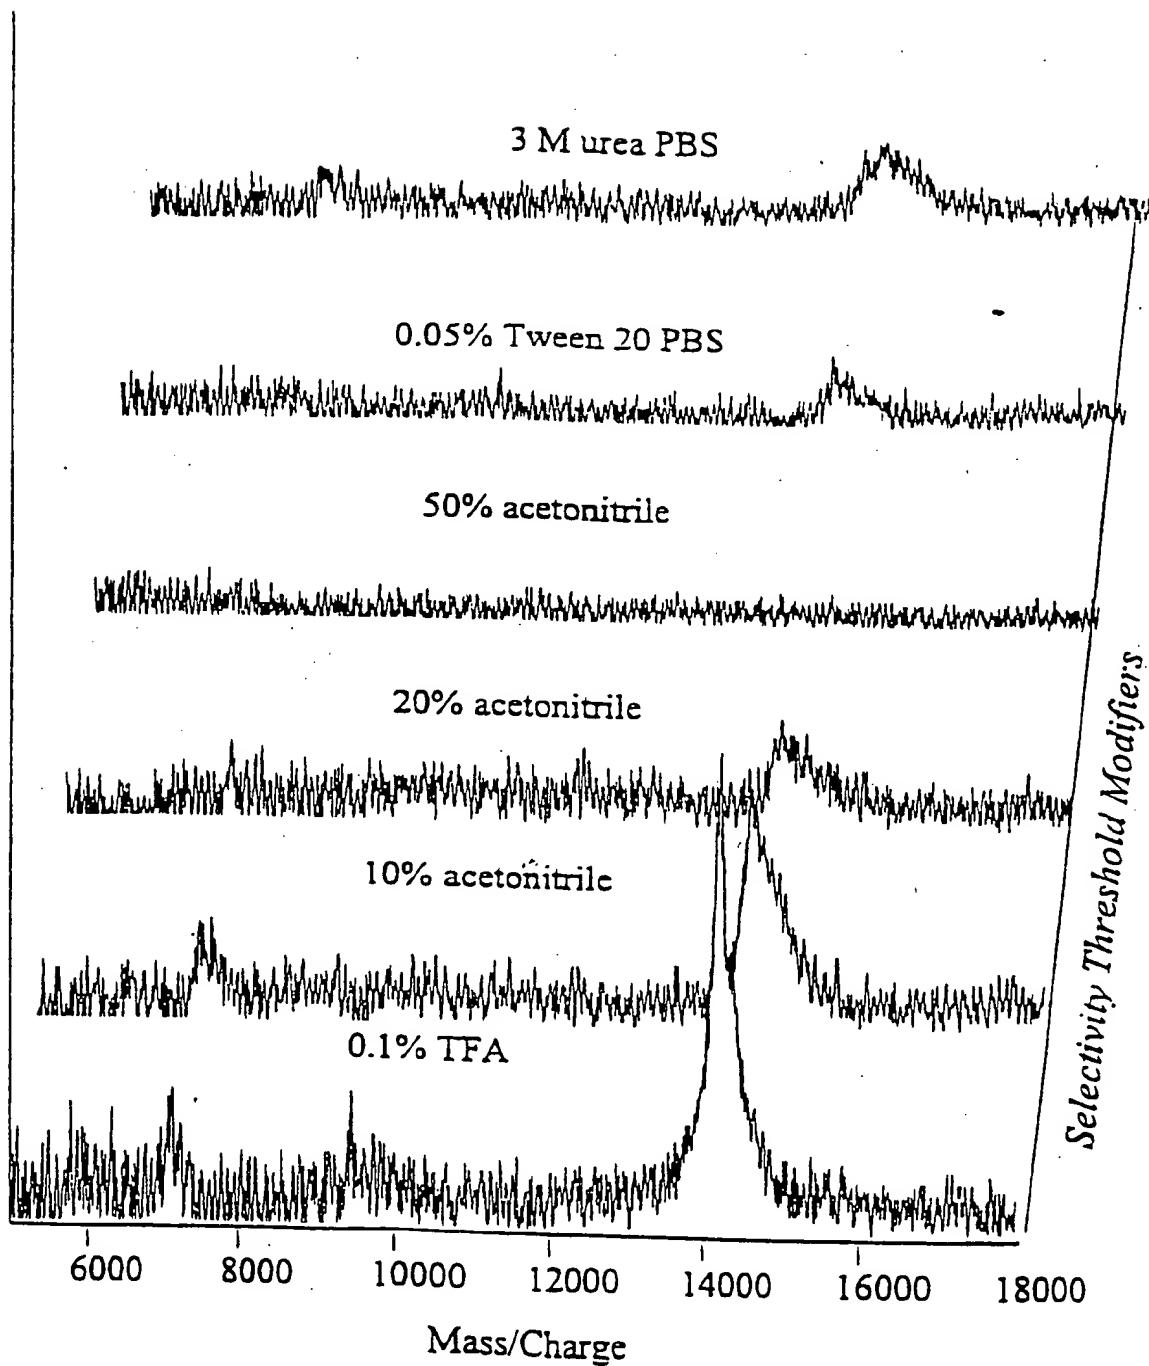 3 M urea PBS
0.05% Tween 20 PBS
50% acetonitrile
20% acetonitrile
10% acetonitrile
0.1% TFA
Selectivity Threshold Modifiers
6000 8000 10000 12000 14000 16000 18000
Mass/Charge